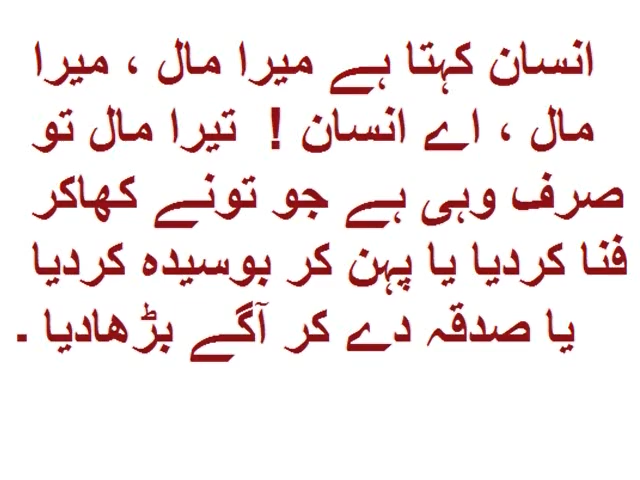 انسان کہتا ہے میرا مال ، میرا
مال ، اے انسان ! تیرا مال تو
صرف وہی ہے جو تونے کھاکر
فنا کردیا یا پہن کر بوسیدہ کردیا
یا صدقہ دے کر آگے بڑھادیا ۔